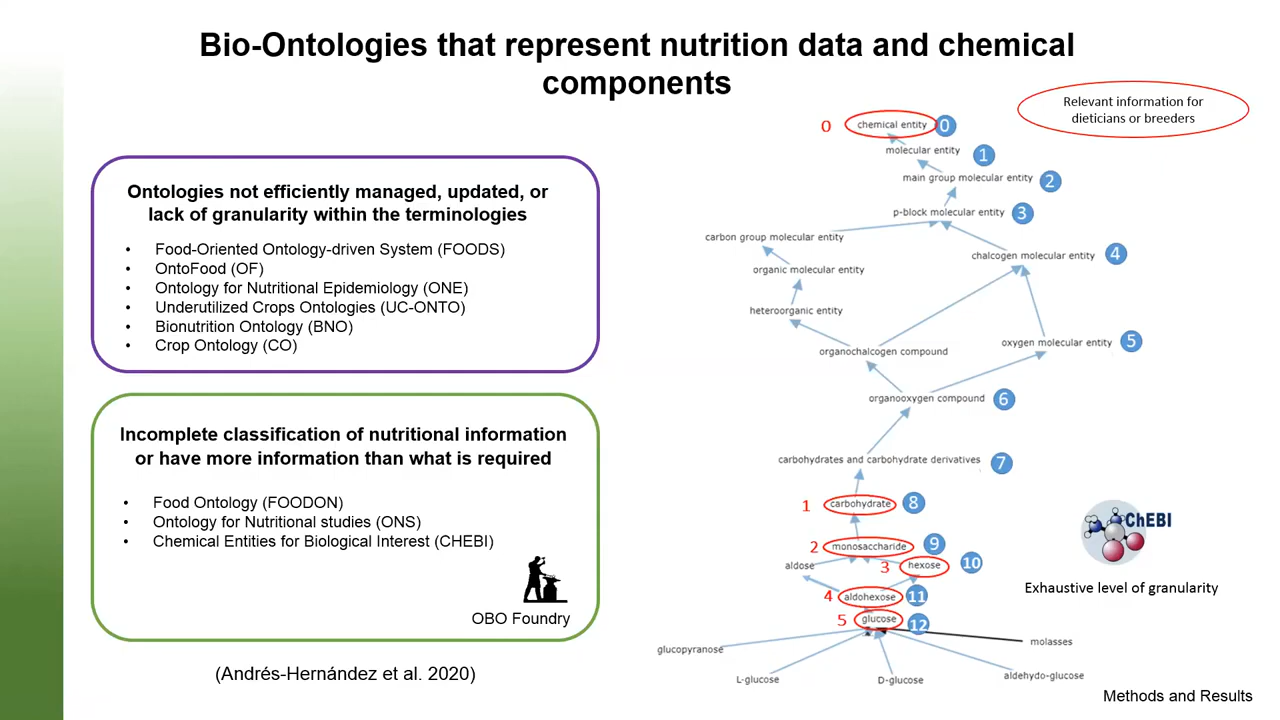 Bio-Ontologies that represent nutrition data and chemical
components
Ontologies not efficiently managed, updated, or
lack of granularity within the terminologies
• Food-Oriented Ontology-driven System (FOODS)
• OntoFood (OF)
• Ontology for Nutritional Epidemiology (ONE)
• Underutilized Crops Ontologies (UC-ONTO)
• Bionutrition Ontology (BNO)
• Crop Ontology (CO)
Incomplete classification of nutritional information
or have more information than what is required
• Food Ontology (FOODON)
• Ontology for Nutritional studies (ONS)
• Chemical Entities for Biological Interest (CHEBI)
OBO Foundry
(Andrés-Hernández et al. 2020)
Relevant information for
dieticians or breeders
0 chemical entity 0
molecular entity 1
main group molecular entity 2
p-block molecular entity 3
carbon group molecular entity
chalcogen molecular entity 4
organic molecular entity
heteroorganic entity
oxygen molecular entity 5
organochalcogen compound
organooxygen compound 6
carbohydrates and carbohydrate derivatives 7
1 carbohydrate 8
2 monosaccharide 9
aldose 3 hexose 10
4 aldohexose 11
5 glucose 12
molasses
glucopyranose
L-glucose
D-glucose
aldehydo-glucose
ChEBI
Exhaustive level of granularity
Methods and Results